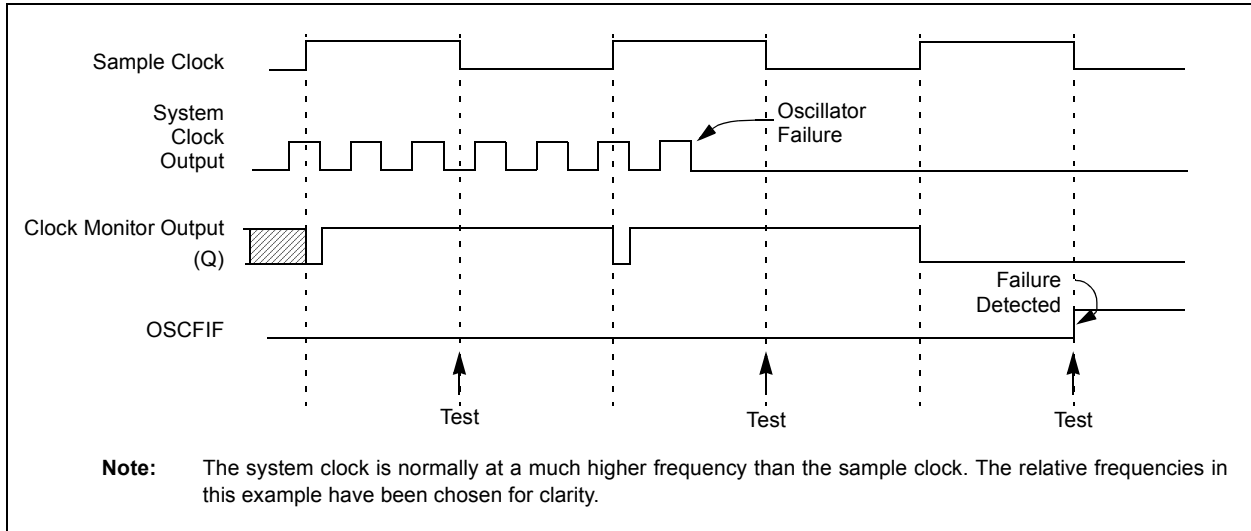 Sample Clock
System
Clock
Output
Oscillator
Failure
Clock Monitor Output
(Q)
Failure
Detected
OSCFIF
Test
Test
Test
Note: The system clock is normally at a much higher frequency than the sample clock. The relative frequencies in
this example have been chosen for clarity.